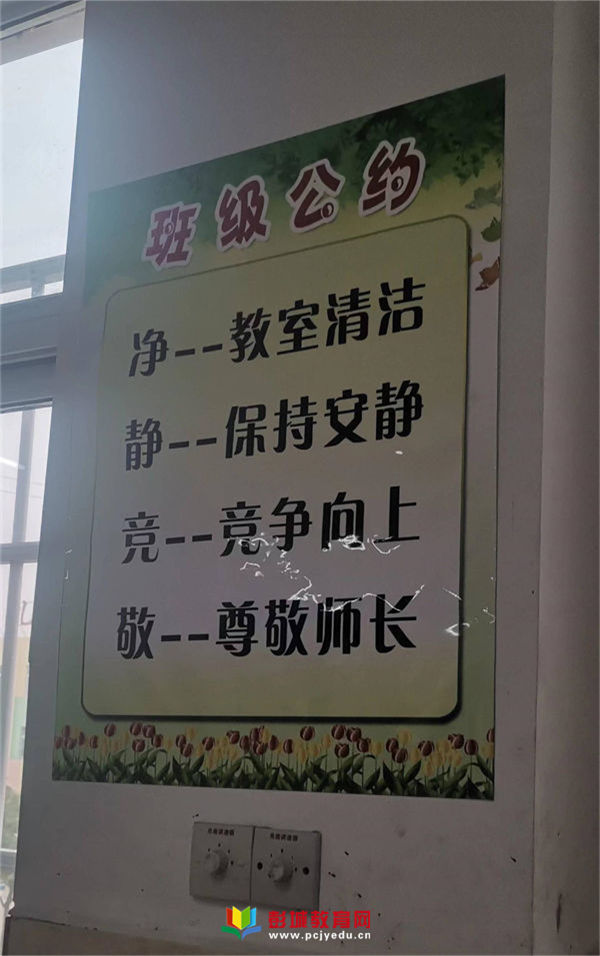 班级公约
净--教室清洁
静--保持安静
竞--竞争向上
敬--尊敬师长
彭城教育网
www.pcjyedu.cn